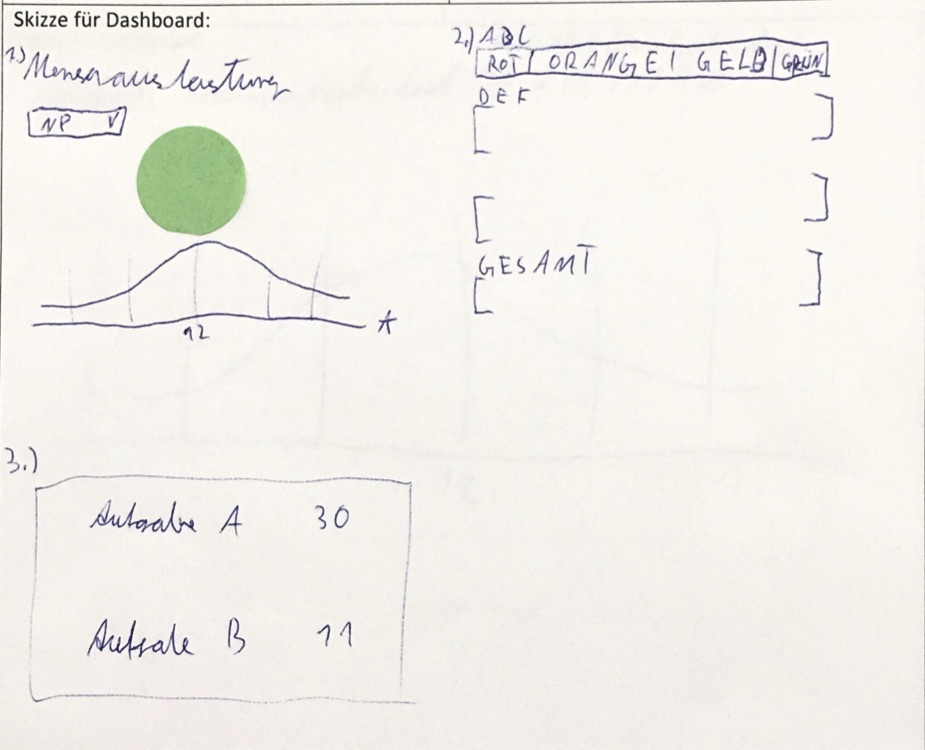 Skizze für Dashboard:
1.) Mensaauslastung
NP V
12
A
2.) ABC
ROT | ORANGE | GELB | GRÜN
DEF
GESAMT
3.)
Aufgabe A 30
Aufgabe B 11